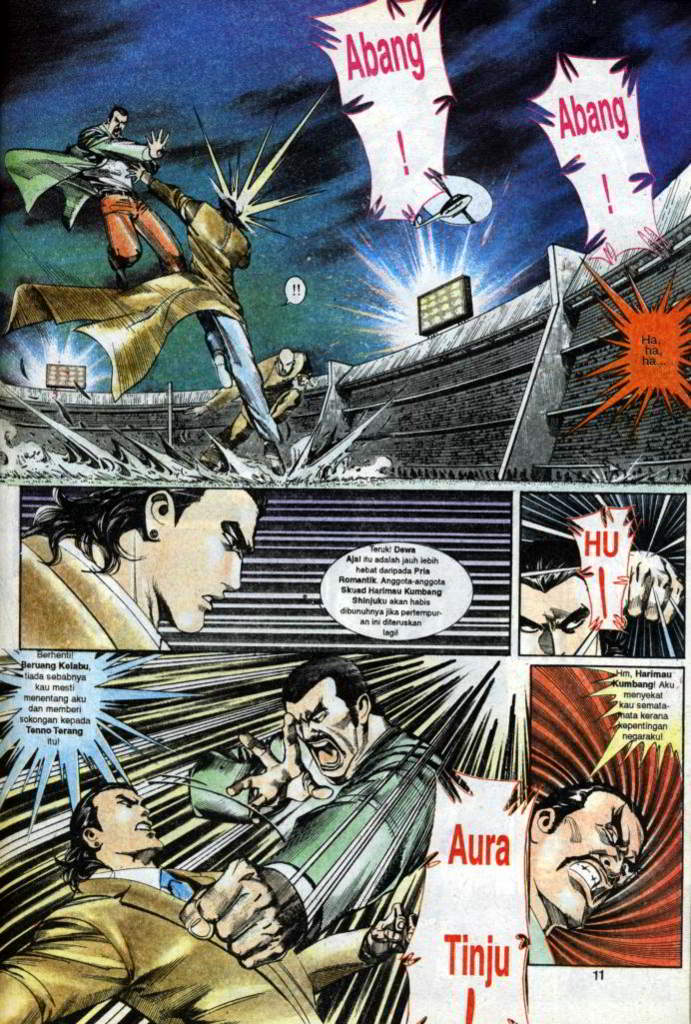 Abang
!
Abang
!
!!
Ha,
ha,
ha...
Teruk! Dewa
Ajal itu adalah jauh lebih
hebat daripada Pria
Romantik. Anggota-anggota
Skuad Harimau Kumbang
Shinjuku akan habis
dibunuhnya jika pertempur-
an ini diteruskan
lagi!
HU
!
Berhenti!
Beruang Kelabu,
tiada sebabnya
kau mesti
menentang aku
dan memberi
sokongan kepada
Tenno Terang
itu!
Hm, Harimau
Kumbang! Aku
menyekat
kau semata-
mata kerana
kepentingan
negaraku!
Aura
Tinju
!
11